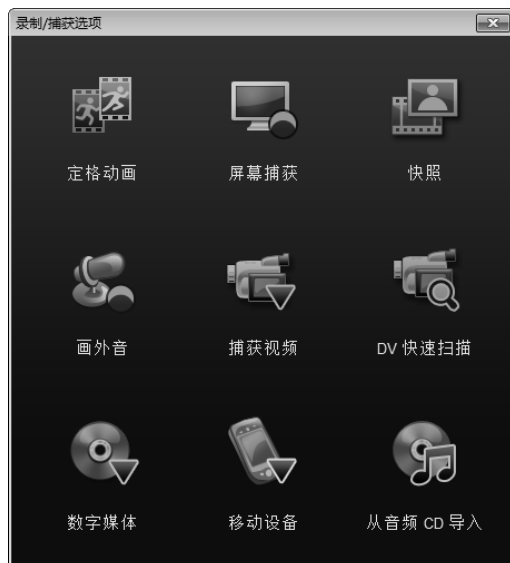 录制/捕获选项
定格动画
屏幕捕获
快照
画外音
捕获视频
DV 快速扫描
数字媒体
移动设备
从音频 CD 导入